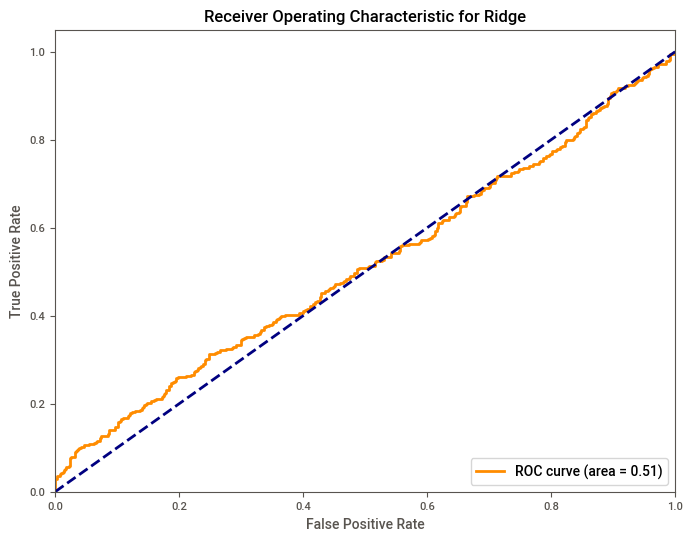 Receiver Operating Characteristic for Ridge
1.0
0.8
0.6
0.4
0.2
0.0
True Positive Rate
ROC curve (area = 0.51)
0.0 0.2 0.4 0.6 0.8 1.0
False Positive Rate